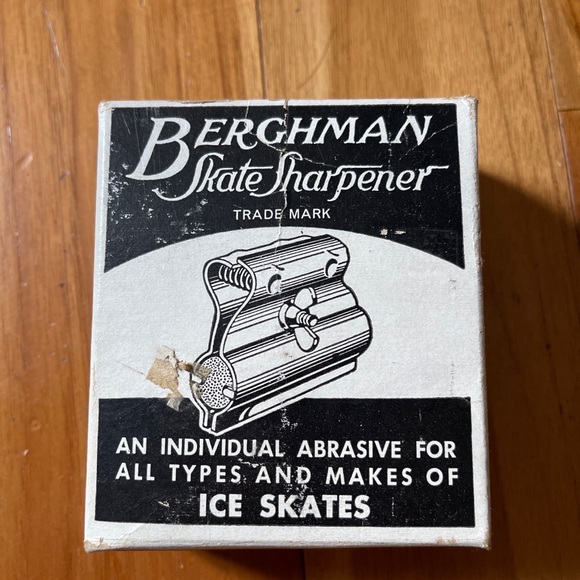 BERGHMAN
Skate Sharpener
TRADE MARK
AN INDIVIDUAL ABRASIVE FOR
ALL TYPES AND MAKES OF
ICE SKATES